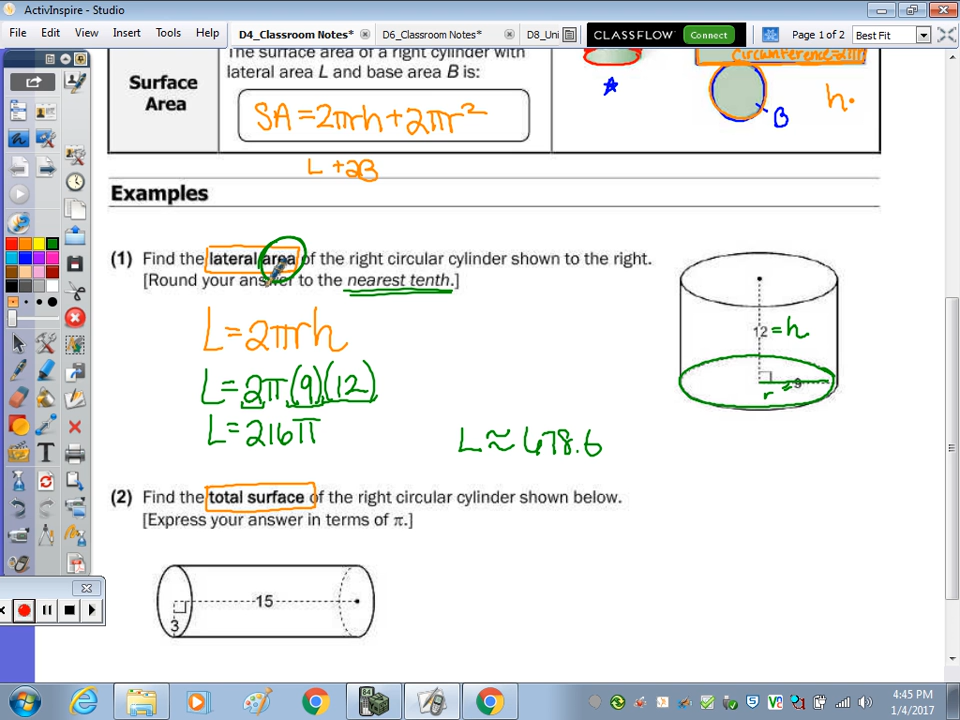 ActivInspire - Studio
File Edit View Insert Tools Help D4_Classroom Notes* D6_Classroom Notes* D8_Uni CLASSFLOW Connect Page 1 of 2 Best Fit
The surface area of a right cylinder with
lateral area L and base area B is:
Surface
Area
SA = 2πrh + 2πr²
L + 2B
circumference = 2πr
B
h
Examples
(1) Find the lateral area of the right circular cylinder shown to the right.
[Round your answer to the nearest tenth.]
L = 2πrh
L = 2π(9)(12)
L = 216π
L ≈ 678.6
12 = h
r = 9
(2) Find the total surface of the right circular cylinder shown below.
[Express your answer in terms of π.]
15
3
4:45 PM
1/4/2017